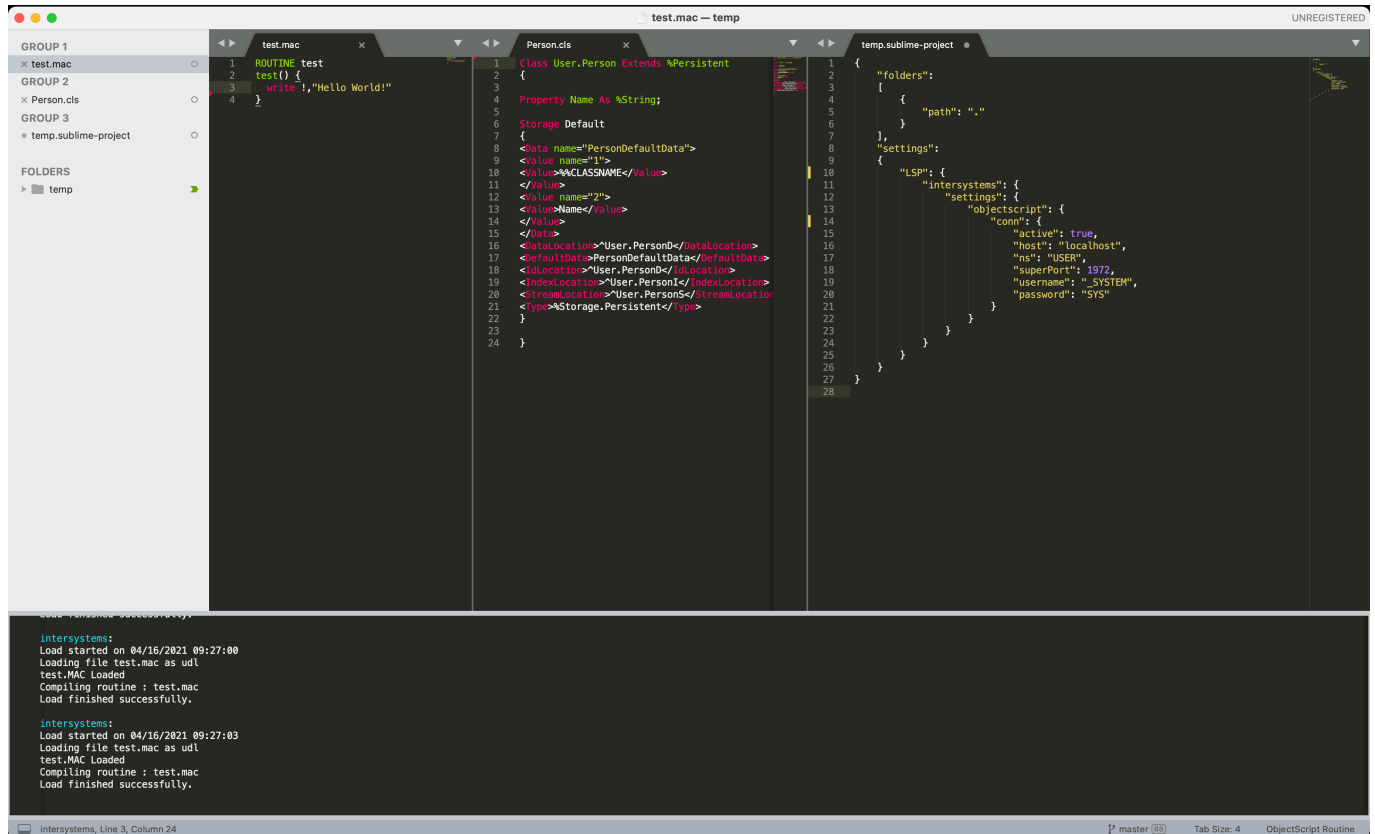 test.mac — temp
UNREGISTERED
GROUP 1
test.mac
GROUP 2
Person.cls
GROUP 3
temp.sublime-project
FOLDERS
temp
test.mac
1 ROUTINE test
2 test() {
3   write !,"Hello World!"
4 }
Person.cls
1 Class User.Person Extends %Persistent
2 {
3
4 Property Name As %String;
5
6 Storage Default
7 {
8 <Data name="PersonDefaultData">
9 <Value name="1">
10 <Value>%%CLASSNAME</Value>
11 </Value>
12 <Value name="2">
13 <Value>Name</Value>
14 </Value>
15 </Data>
16 <DataLocation>^User.PersonD</DataLocation>
17 <DefaultData>PersonDefaultData</DefaultData>
18 <IdLocation>^User.PersonD</IdLocation>
19 <IndexLocation>^User.PersonI</IndexLocation>
20 <StreamLocation>^User.PersonS</StreamLocation
21 <Type>%Storage.Persistent</Type>
22 }
23
24 }
temp.sublime-project
1 {
2     "folders":
3     [
4         {
5             "path": "."
6         }
7     ],
8     "settings":
9     {
10         "LSP": {
11             "intersystems": {
12                 "settings": {
13                     "objectscript": {
14                         "conn": {
15                             "active": true,
16                             "host": "localhost",
17                             "ns": "USER",
18                             "superPort": 1972,
19                             "username": "_SYSTEM",
20                             "password": "SYS"
21                         }
22                     }
23                 }
24             }
25         }
26     }
27 }
28
Load finished successfully.
intersystems:
Load started on 04/16/2021 09:27:00
Loading file test.mac as udl
test.MAC Loaded
Compiling routine : test.mac
Load finished successfully.
intersystems:
Load started on 04/16/2021 09:27:03
Loading file test.mac as udl
test.MAC Loaded
Compiling routine : test.mac
Load finished successfully.
intersystems, Line 3, Column 24
master 88
Tab Size: 4
ObjectScript Routine